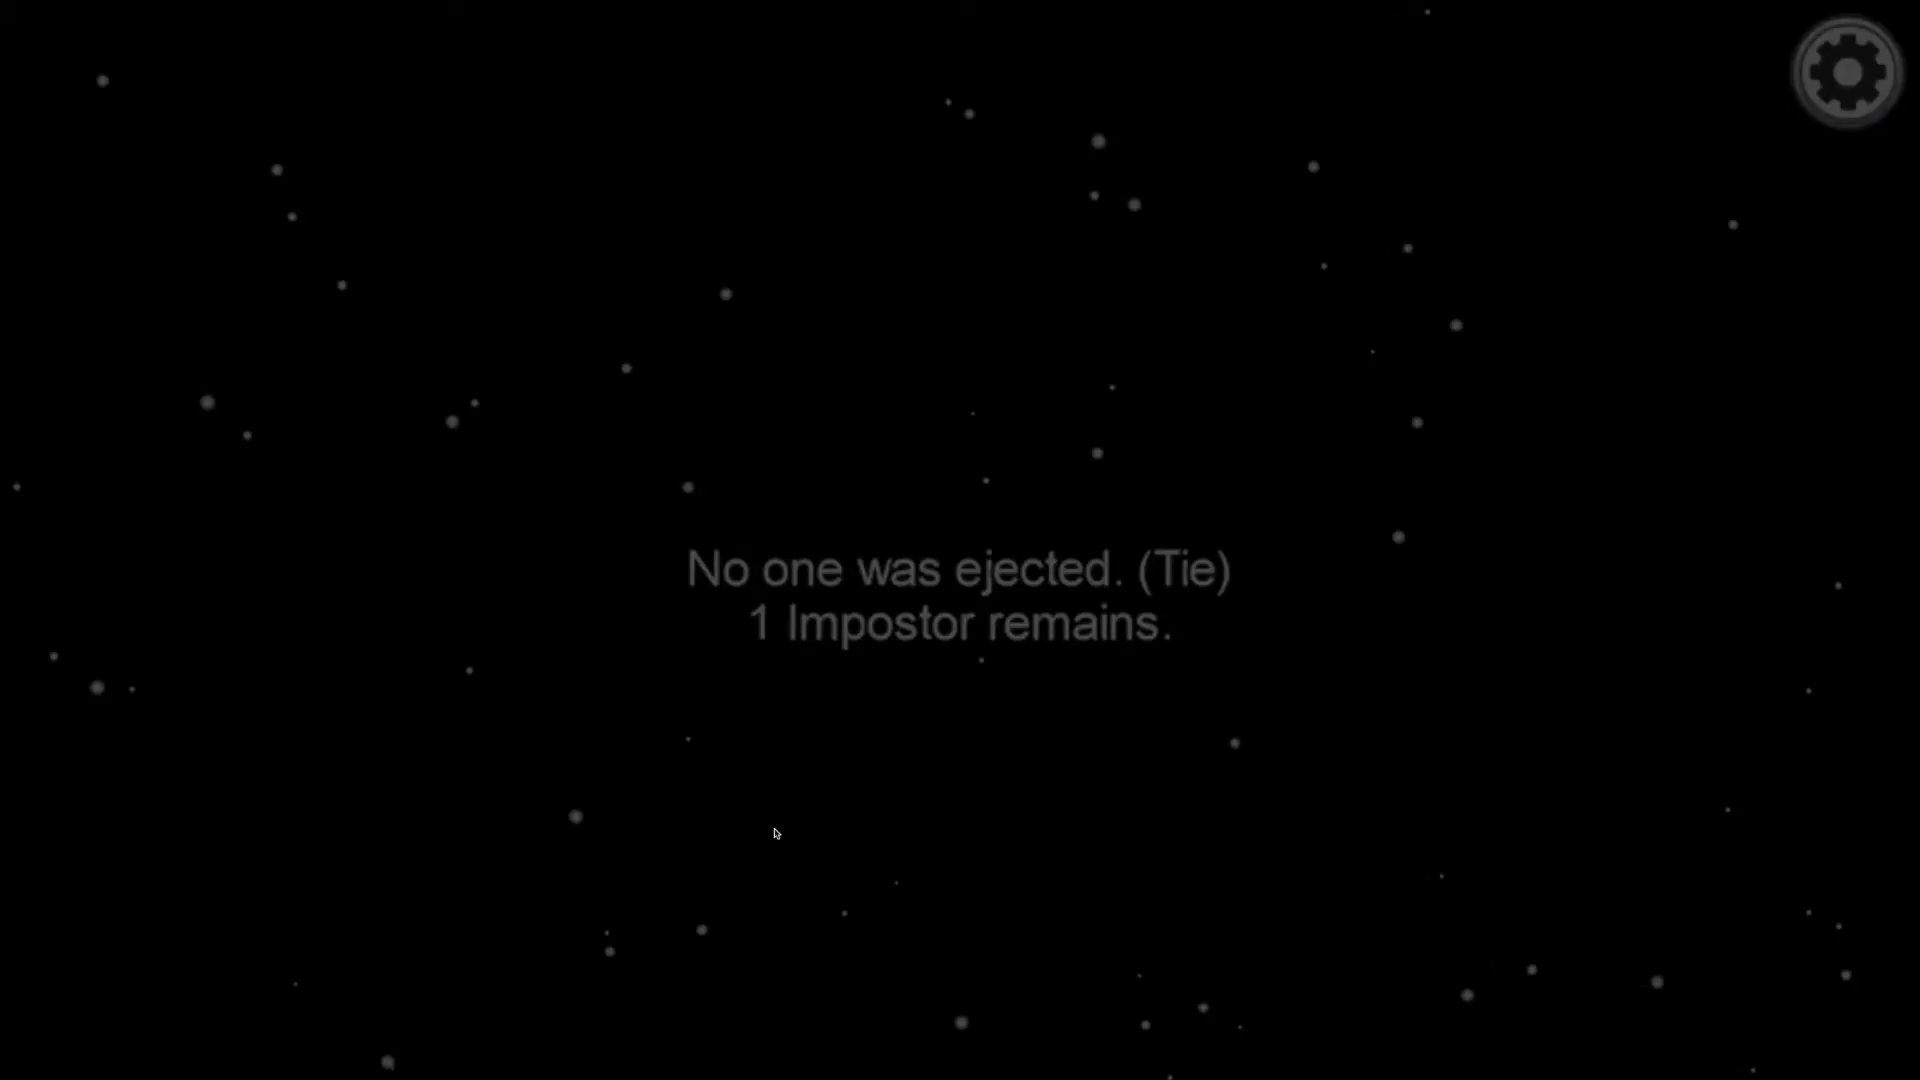 No one was ejected. (Tie)
1 Impostor remains.